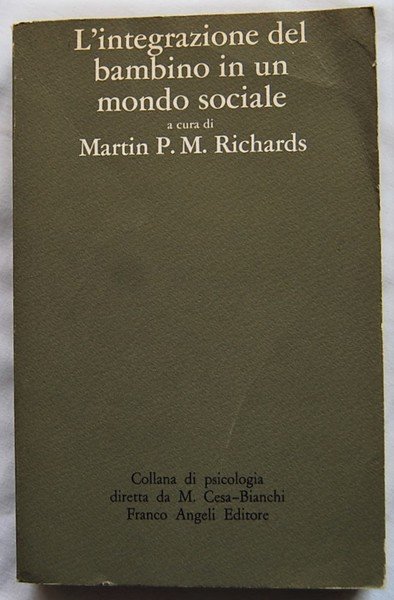 L'integrazione del
bambino in un
mondo sociale
a cura di
Martin P. M. Richards
Collana di psicologia
diretta da M. Cesa-Bianchi
Franco Angeli Editore